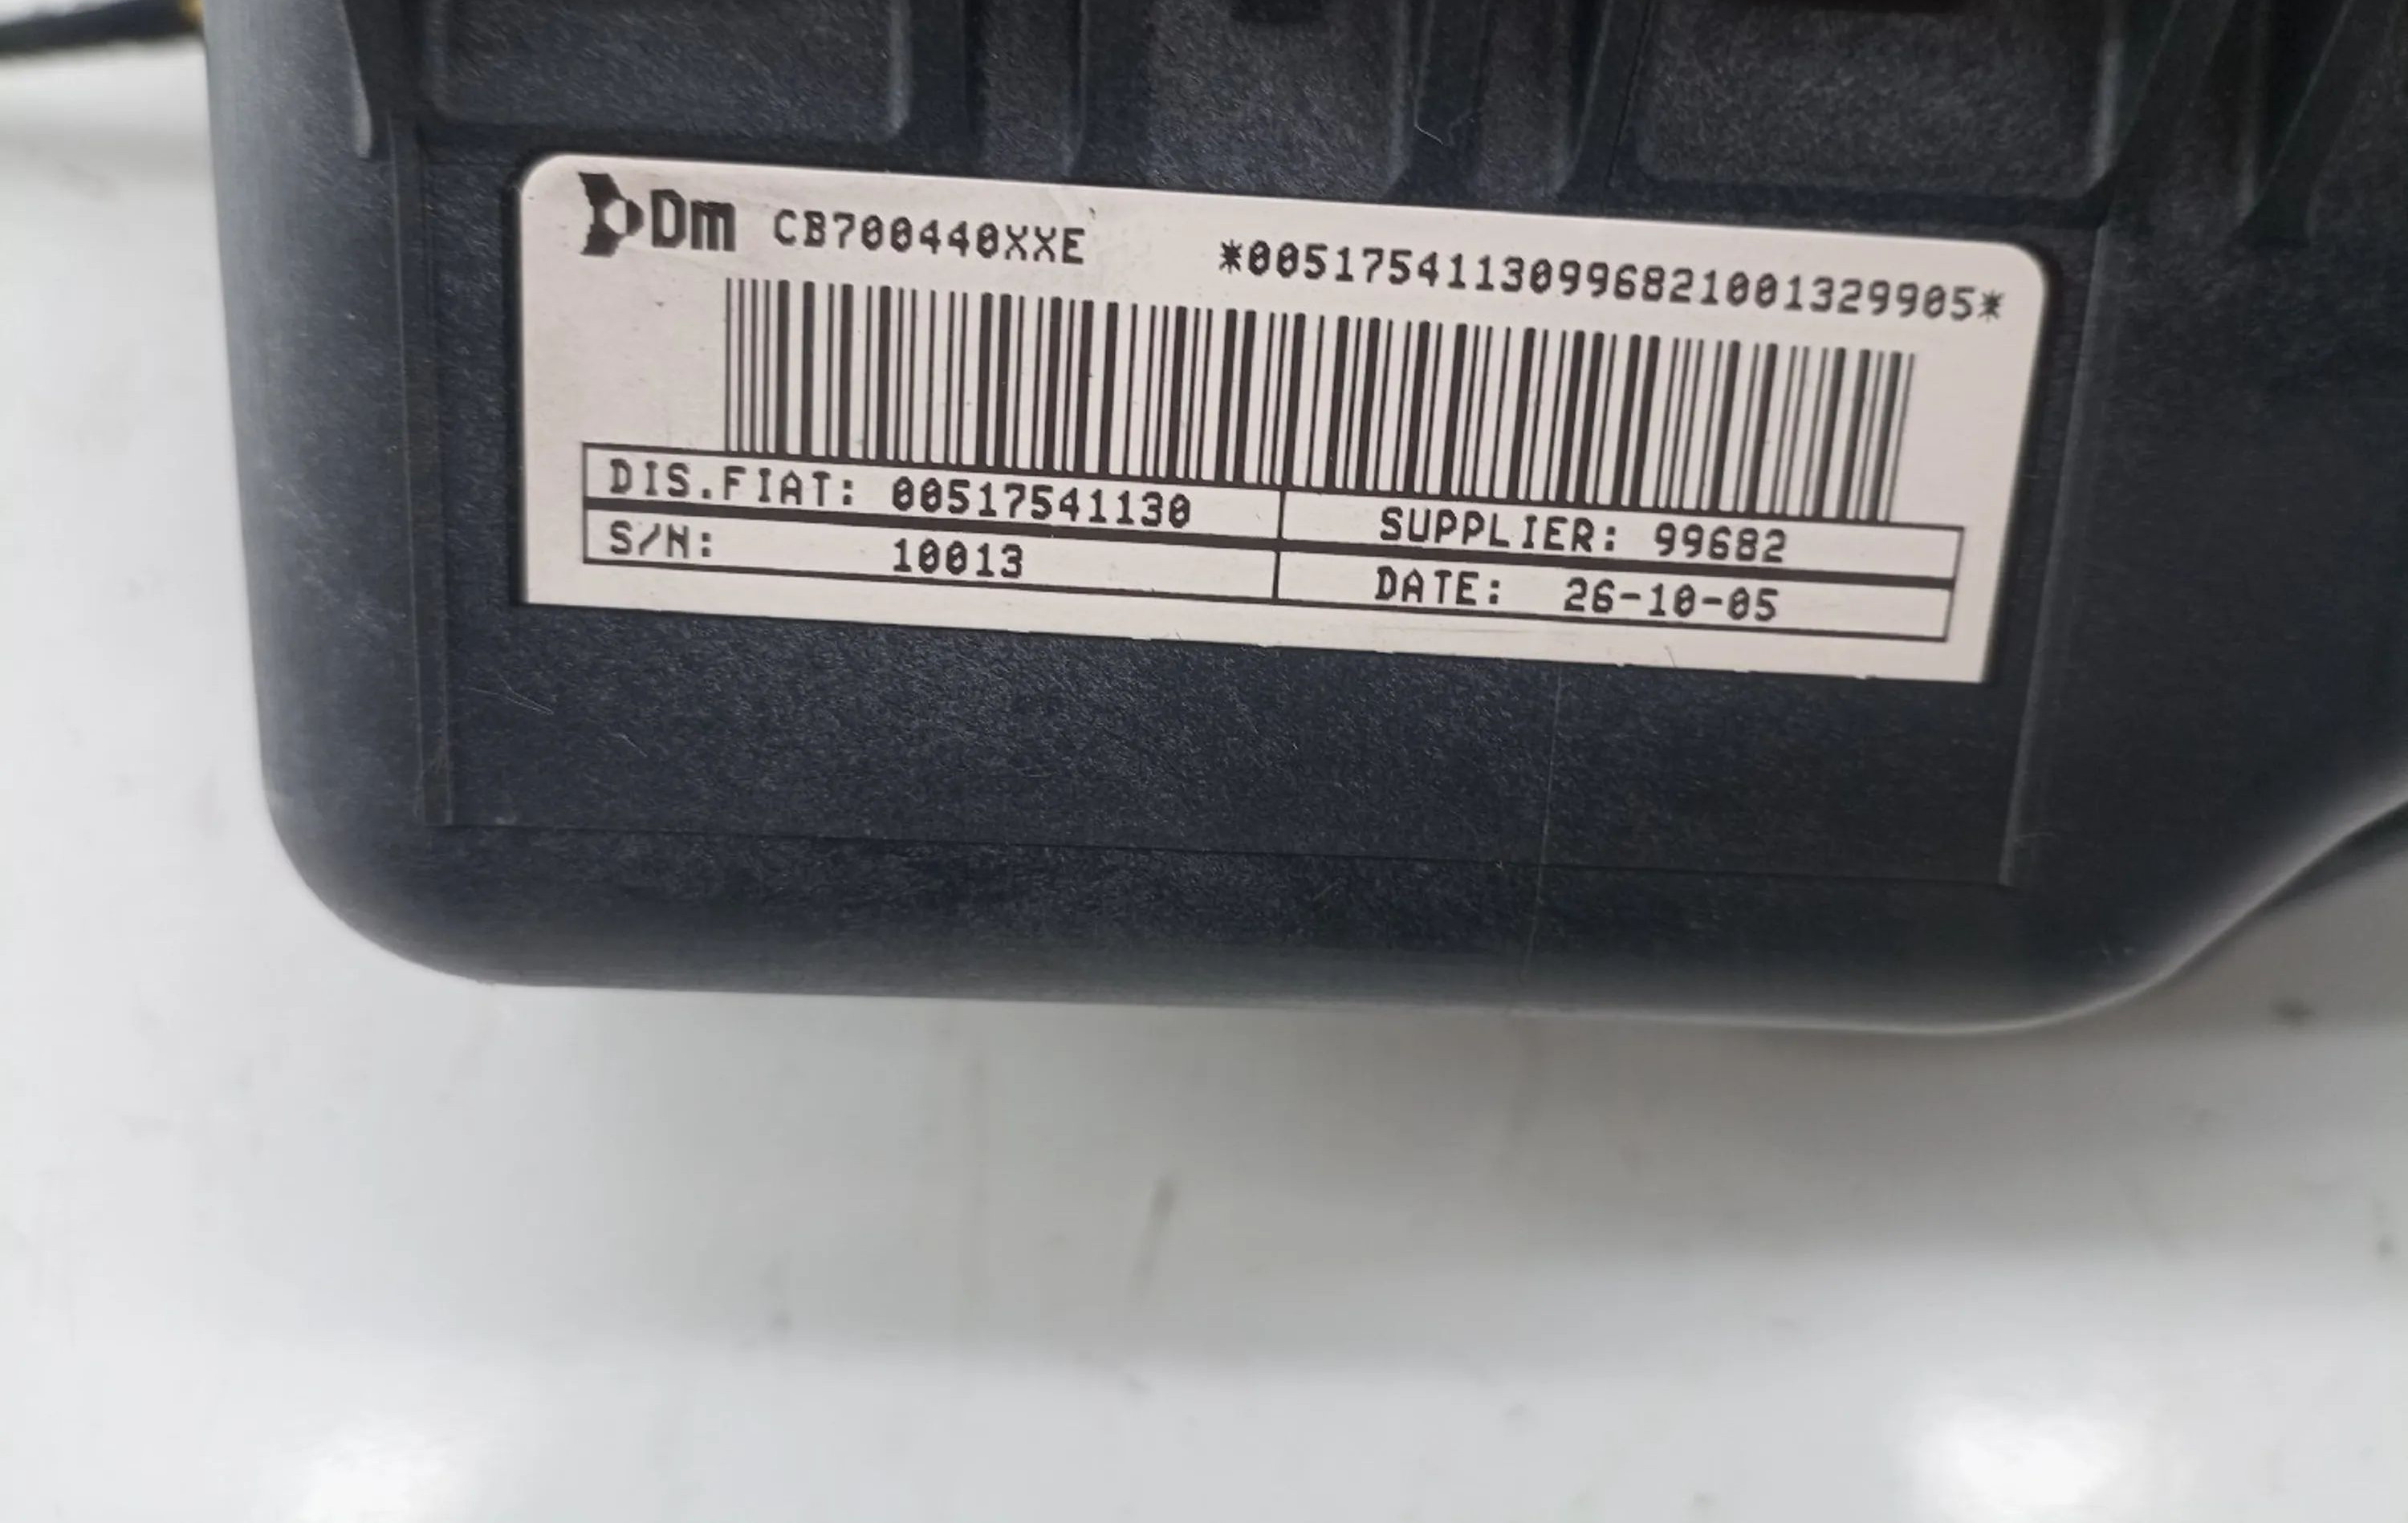 Dm CB700440XXE *00517541130996821001329905*
DIS.FIAT: 00517541130 SUPPLIER: 99682
S/N: 10013 DATE: 26-10-05